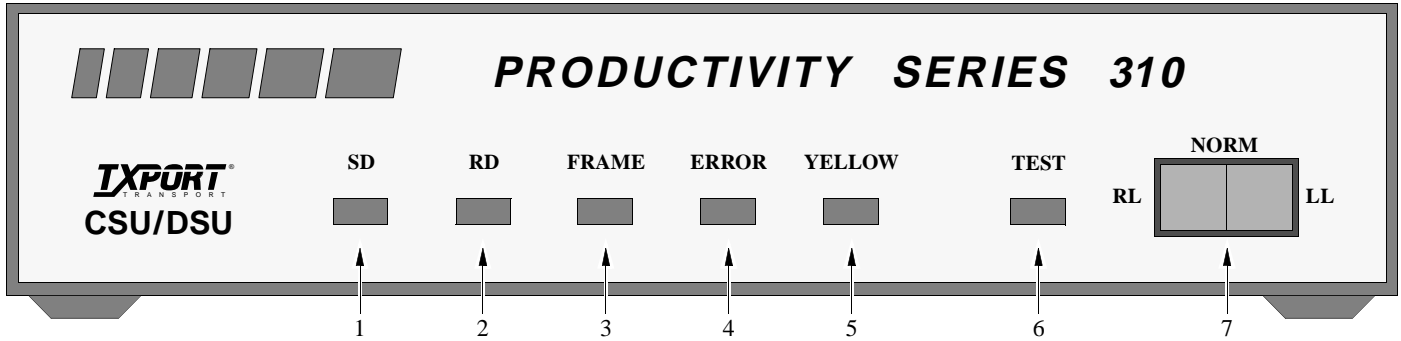 PRODUCTIVITY SERIES 310
TXPORT®
TRANSPORT
CSU/DSU
SD RD FRAME ERROR YELLOW TEST
NORM
RL LL
1 2 3 4 5 6 7